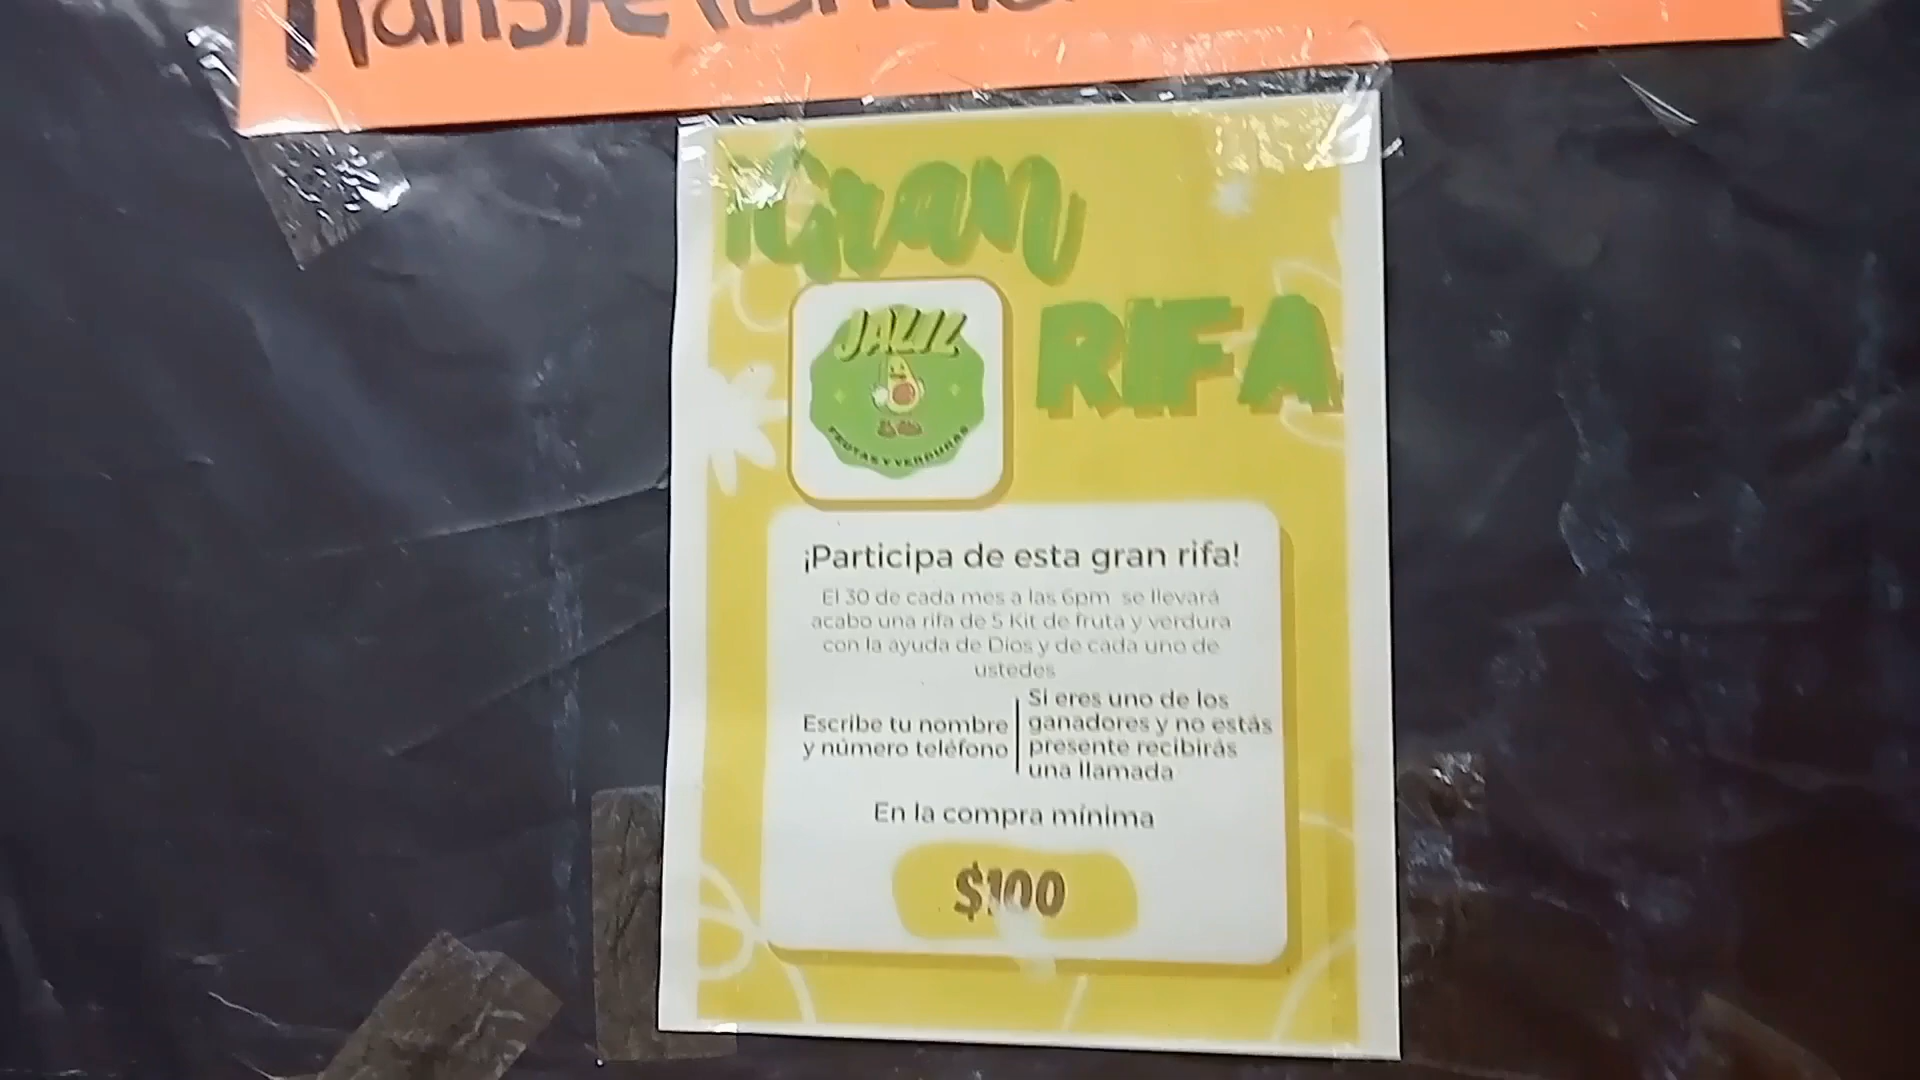 Transferencia
¡Gran
RIFA
JALIL
FRUTAS Y VERDURAS
¡Participa de esta gran rifa!
El 30 de cada mes a las 6pm se llevará
acabo una rifa de 5 Kit de fruta y verdura
con la ayuda de Dios y de cada uno de
ustedes
Escribe tu nombre
y número teléfono
Si eres uno de los
ganadores y no estás
presente recibirás
una llamada
En la compra mínima
$100